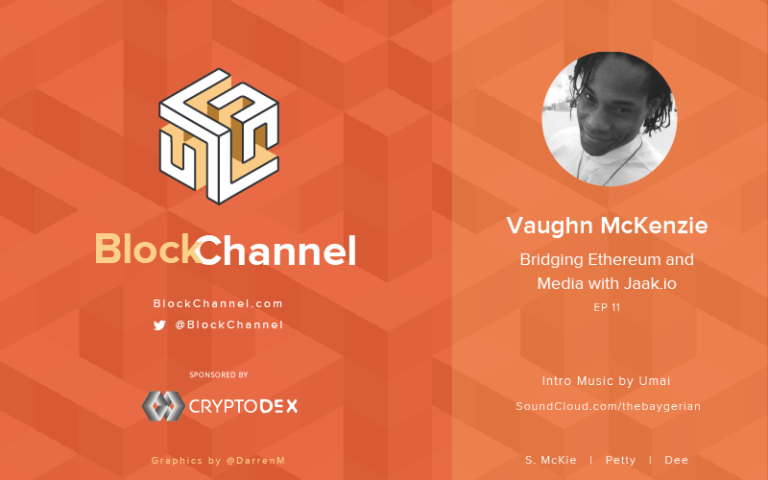 BlockChannel
BlockChannel.com
@BlockChannel
SPONSORED BY
CRYPTODEX
Graphics by @DarrenM
Vaughn McKenzie
Bridging Ethereum and
Media with Jaak.io
EP 11
Intro Music by Umai
SoundCloud.com/thebaygerian
S. McKie | Petty | Dee